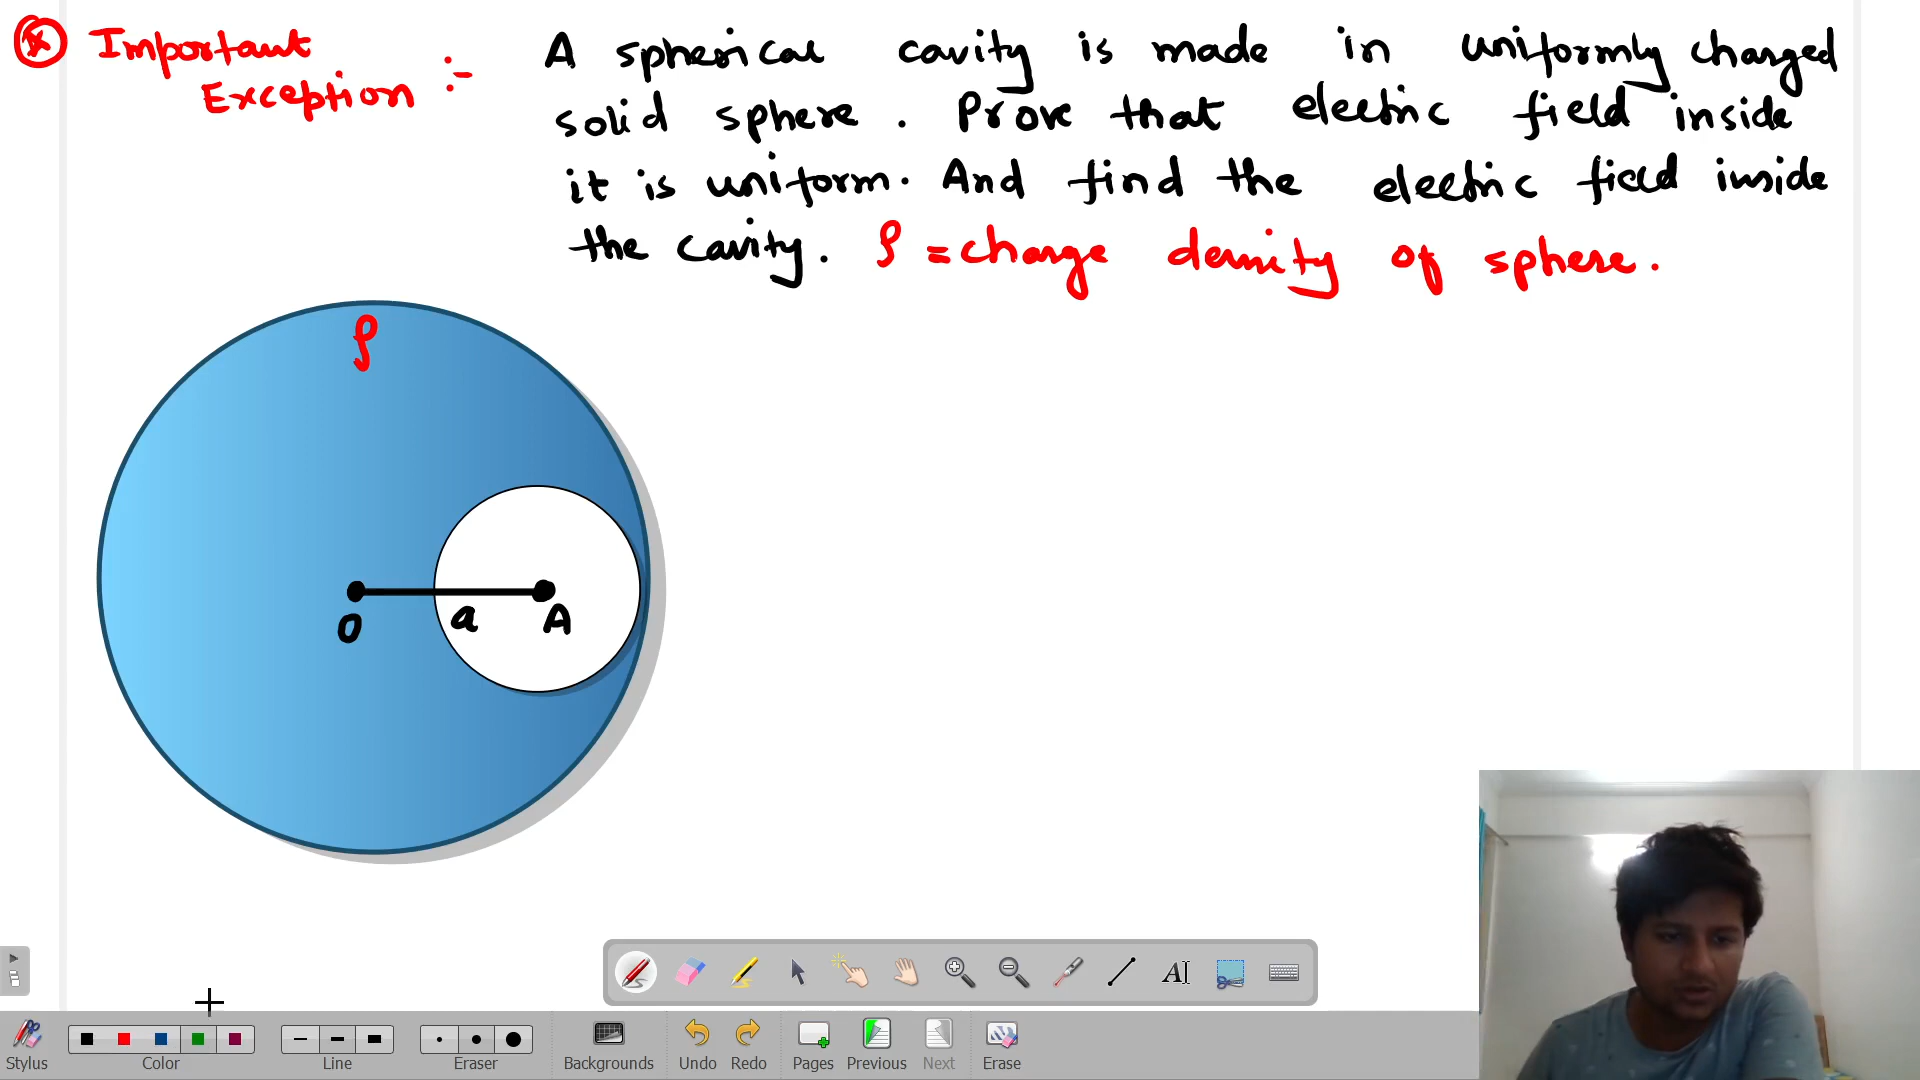 Important
Exception :-
A spherical cavity is made in uniformly charged
solid sphere. Prove that electric field inside
it is uniform. And find the electric field inside
the cavity. ρ = charge density of sphere.
ρ
O
a
A
Stylus
Color
Line
Eraser
Backgrounds
Undo
Redo
Pages
Previous
Next
Erase